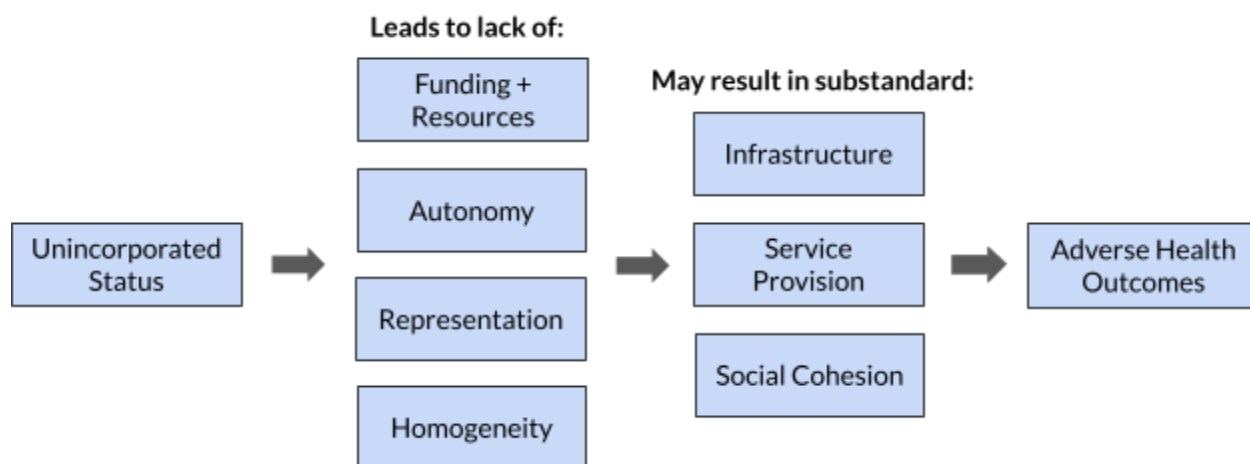 Unincorporated
Status
Leads to lack of:
Funding +
Resources
Autonomy
Representation
Homogeneity
May result in substandard:
Infrastructure
Service
Provision
Social Cohesion
Adverse Health
Outcomes